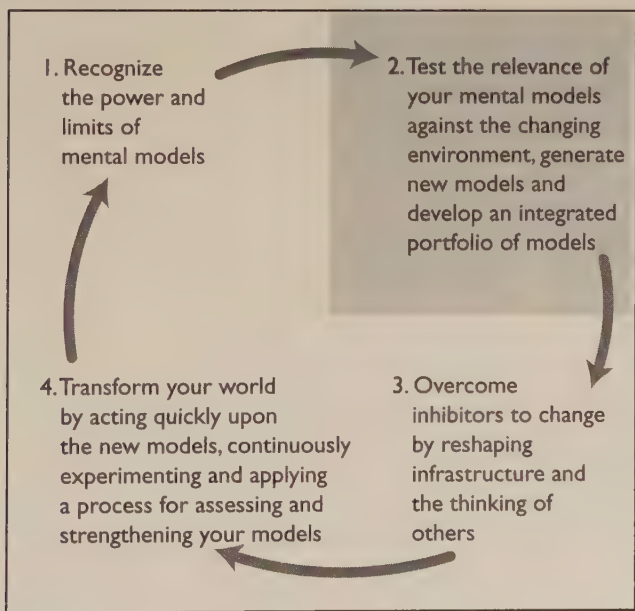 1. Recognize
the power and
limits of
mental models
2. Test the relevance of
your mental models
against the changing
environment, generate
new models and
develop an integrated
portfolio of models
3. Overcome
inhibitors to change
by reshaping
infrastructure and
the thinking of
others
4. Transform your world
by acting quickly upon
the new models, continuously
experimenting and applying
a process for assessing and
strengthening your models